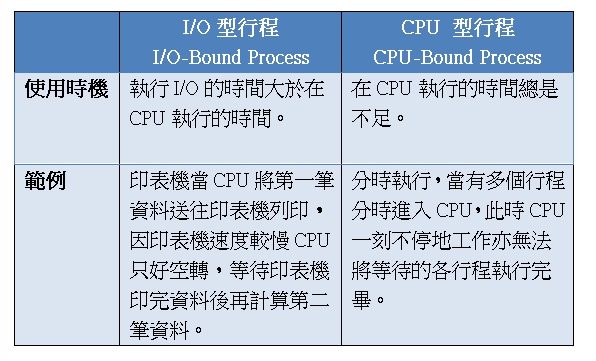 I/O 型行程
I/O-Bound Process
CPU 型行程
CPU-Bound Process
使用時機
執行 I/O 的時間大於在
CPU 執行的時間。
在 CPU 執行的時間總是
不足。
範例
印表機當 CPU 將第一筆
資料送往印表機列印，
因印表機速度較慢 CPU
只好空轉，等待印表機
印完資料後再計算第二
筆資料。
分時執行，當有多個行程
分時進入 CPU，此時 CPU
一刻不停地工作亦無法
將等待的各行程執行完
畢。